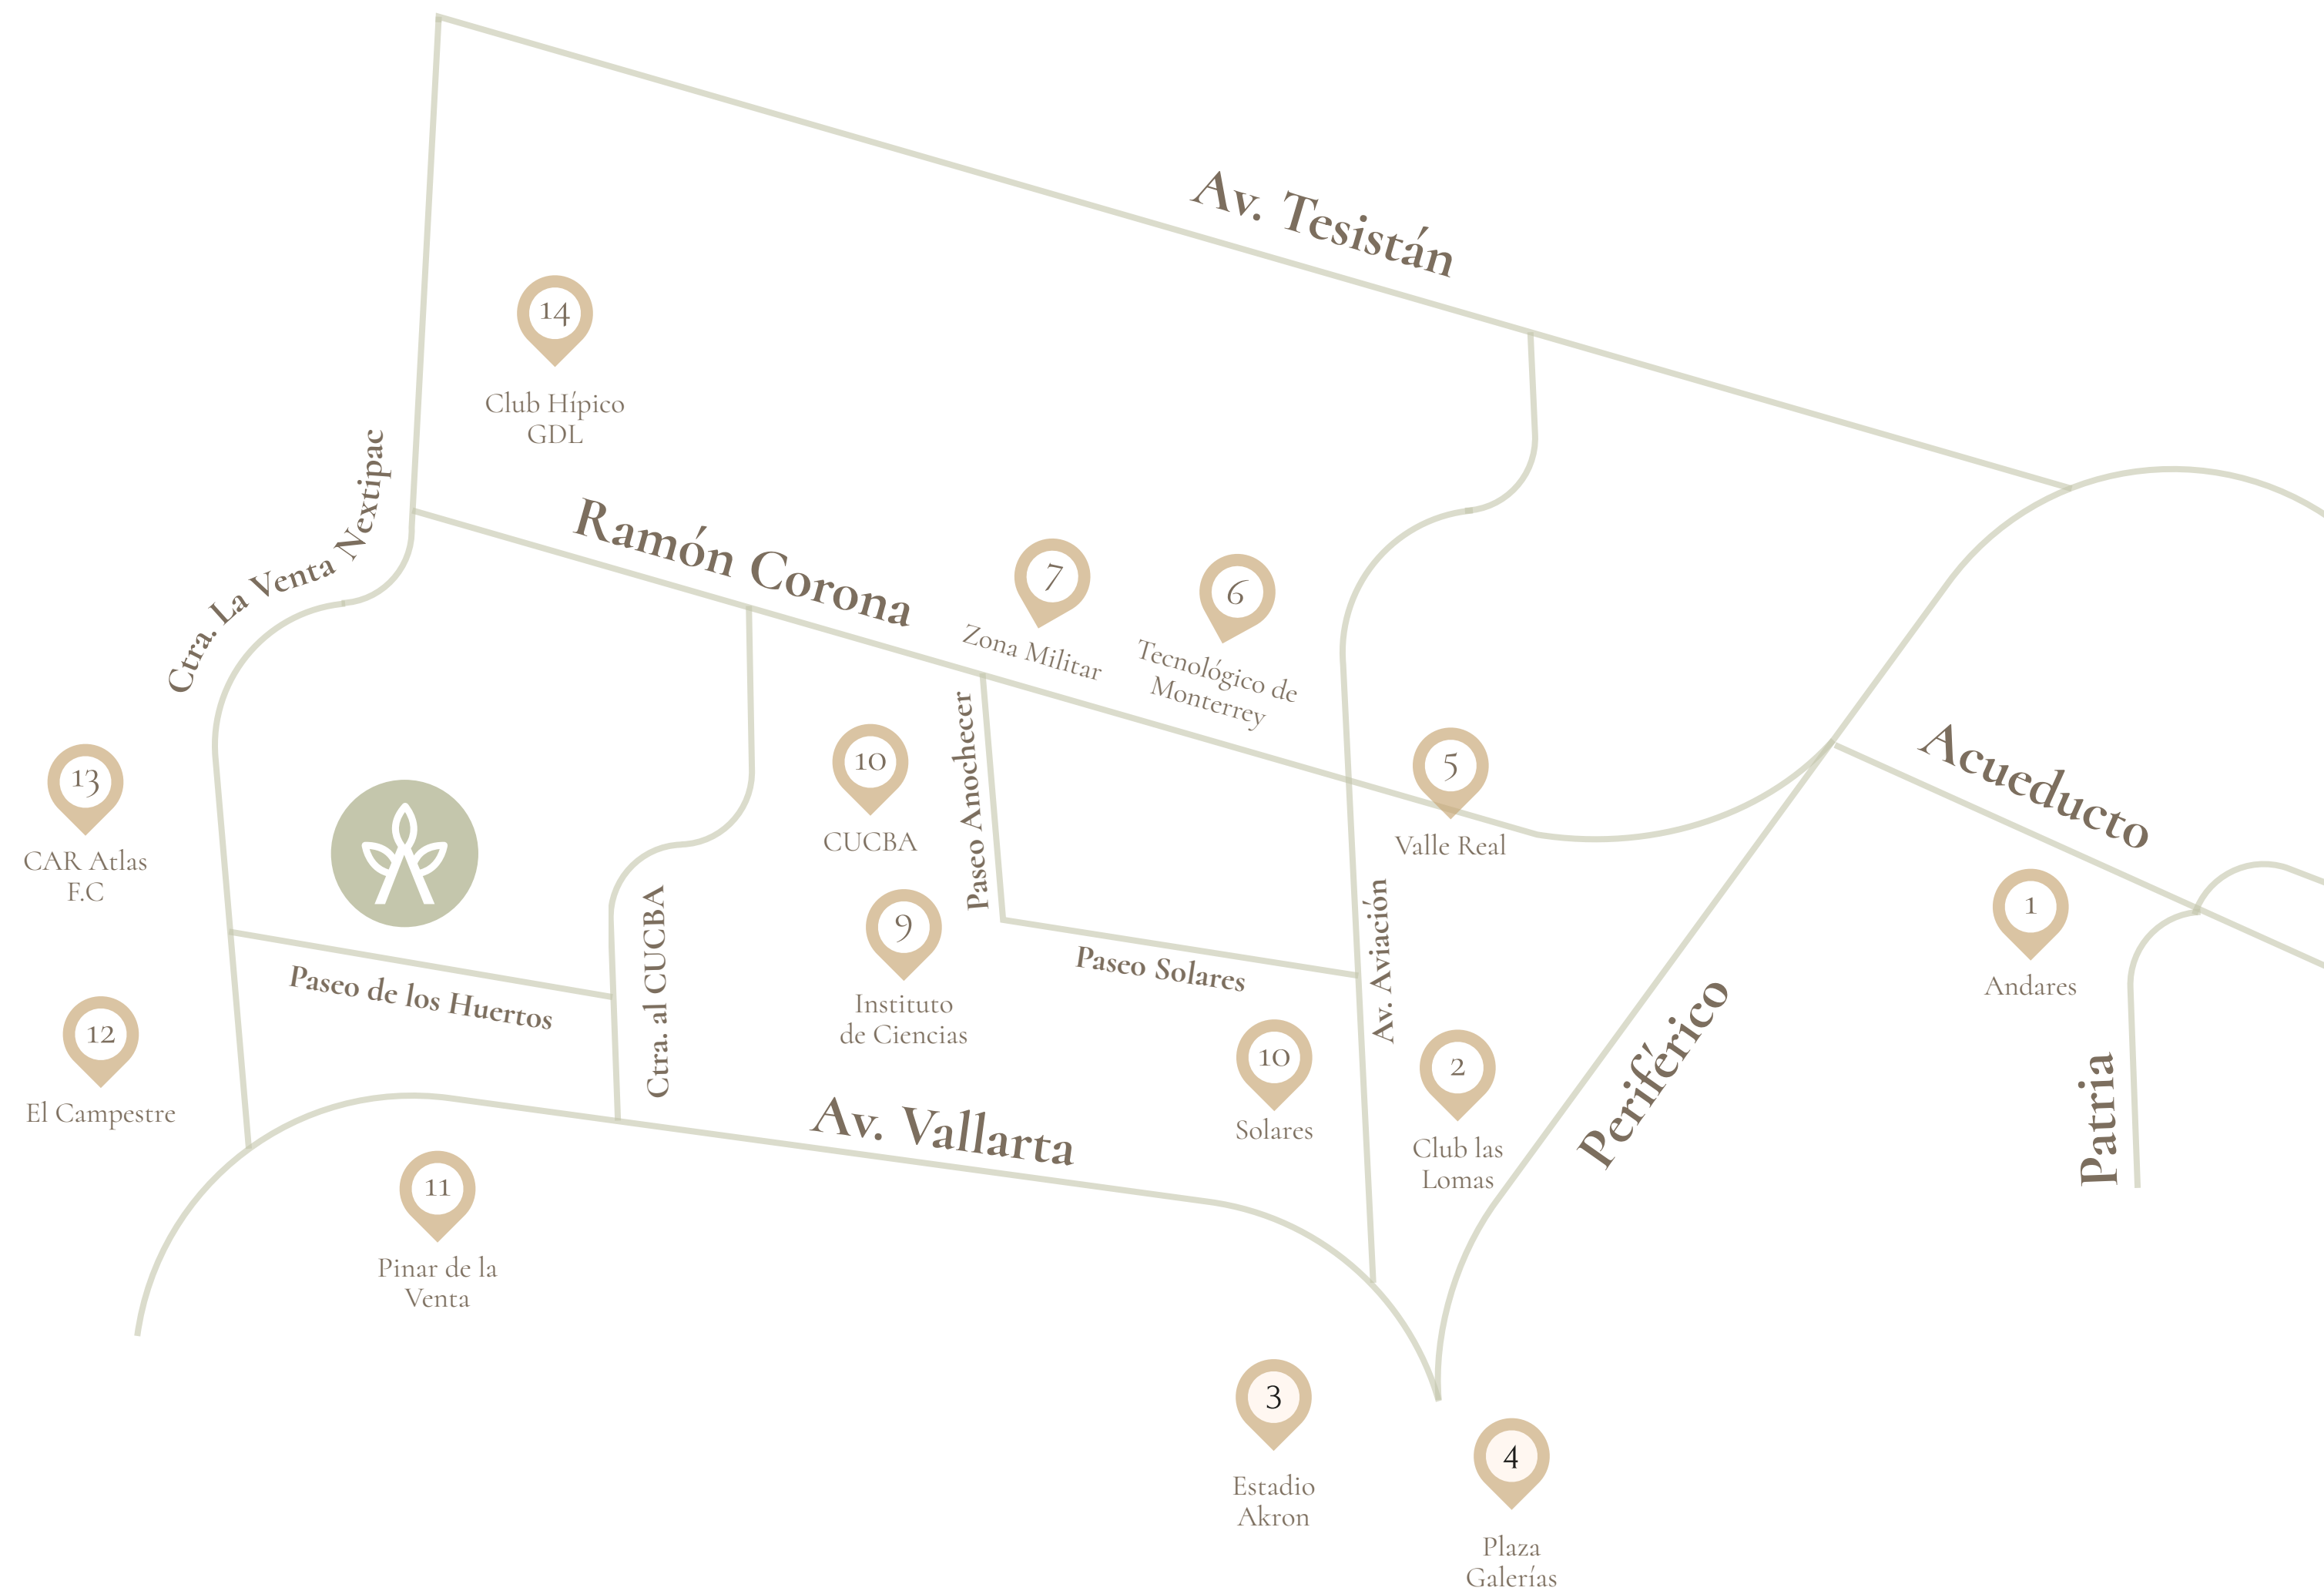 Av. Tesistán
14
Club Hípico
GDL
Ctra. La Venta Nextipac
Ramón Corona
7
Zona Militar
6
Tecnológico de
Monterrey
13
CAR Atlas
F.C
10
CUCBA
Paseo Anochecer
5
Valle Real
Acueducto
1
Andares
9
Instituto
de Ciencias
Paseo Solares
Av. Aviación
Paseo de los Huertos
Ctra. al CUCBA
12
El Campestre
10
Solares
2
Club las
Lomas
Periférico
Patria
Av. Vallarta
11
Pinar de la
Venta
3
Estadio
Akron
4
Plaza
Galerías